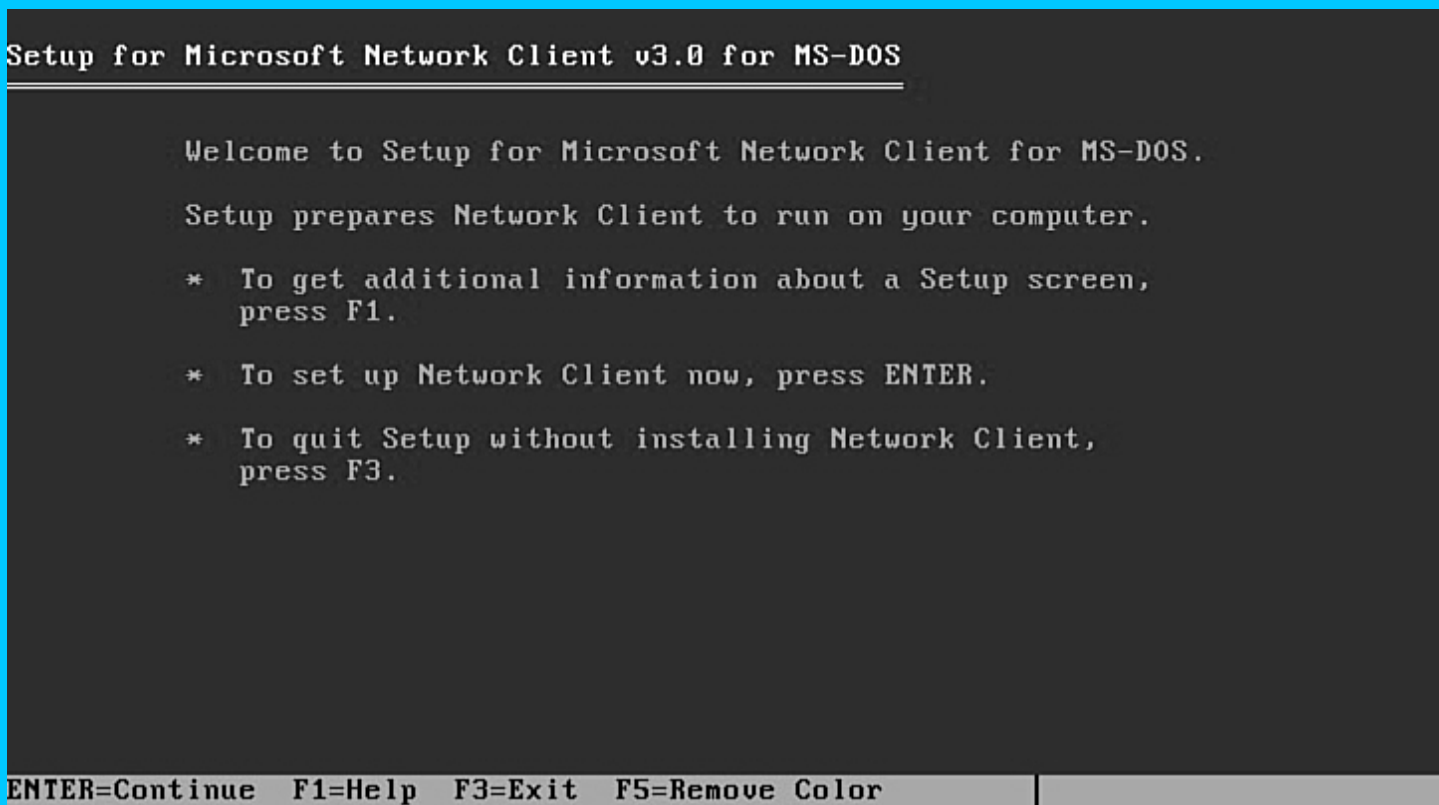 Setup for Microsoft Network Client v3.0 for MS-DOS
Welcome to Setup for Microsoft Network Client for MS-DOS.
Setup prepares Network Client to run on your computer.
* To get additional information about a Setup screen,
press F1.
* To set up Network Client now, press ENTER.
* To quit Setup without installing Network Client,
press F3.
ENTER=Continue F1=Help F3=Exit F5=Remove Color